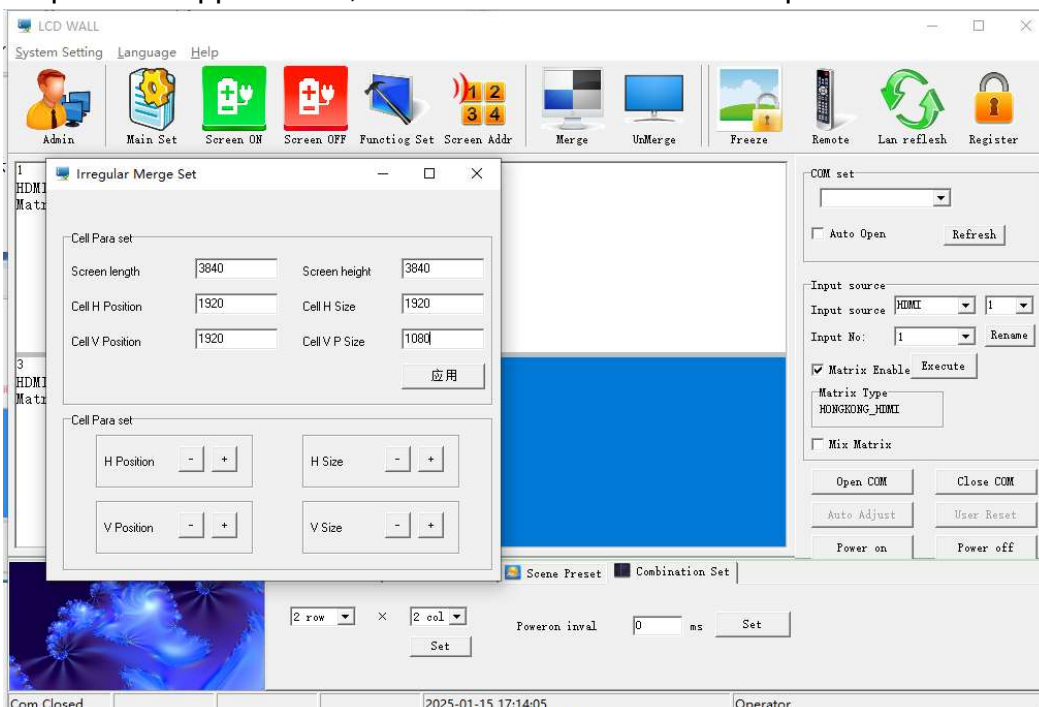 LCD WALL
System Setting Language Help
Admin Main Set Screen ON Screen OFF Functiog Set Screen Addr Merge UnMerge Freeze Remote Lan reflesh Register
1
HDMI
Matr
Irregular Merge Set
Cell Para set
Screen length 3840 Screen height 3840
Cell H Position 1920 Cell H Size 1920
Cell V Position 1920 Cell V P Size 1080
应用
Cell Para set
H Position - + H Size - +
V Position - + V Size - +
3
HDMI
Matr
COM set
Auto Open Refresh
Input source
Input source HDMI 1
Input No: 1 Rename
Matrix Enable Execute
Matrix Type
HONGKONG_HDMI
Mix Matrix
Open COM Close COM
Auto Adjust User Reset
Power on Power off
Scene Preset Combination Set
2 row × 2 col Poweron inval 0 ms Set
Set
Com Closed 2025-01-15 17:14:05 Operator